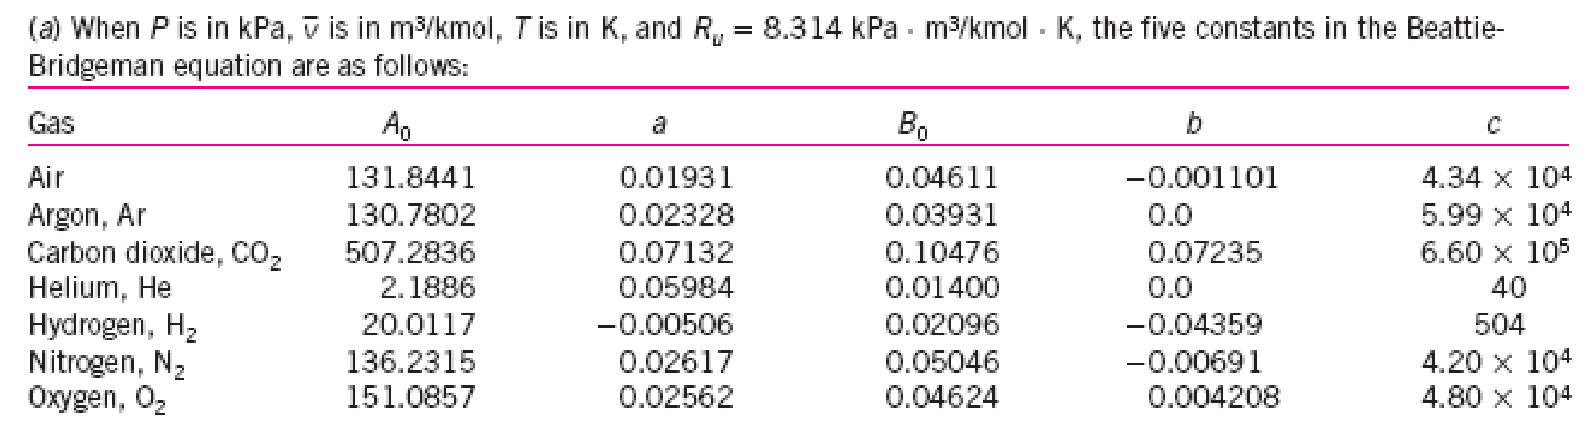 (a) When P is in kPa, v̅ is in m³/kmol, T is in K, and Rᵤ = 8.314 kPa · m³/kmol · K, the five constants in the Beattie-
Bridgeman equation are as follows:
Gas A₀ a B₀ b c
Air 131.8441 0.01931 0.04611 −0.001101 4.34 × 10⁴
Argon, Ar 130.7802 0.02328 0.03931 0.0 5.99 × 10⁴
Carbon dioxide, CO₂ 507.2836 0.07132 0.10476 0.07235 6.60 × 10⁵
Helium, He 2.1886 0.05984 0.01400 0.0 40
Hydrogen, H₂ 20.0117 −0.00506 0.02096 −0.04359 504
Nitrogen, N₂ 136.2315 0.02617 0.05046 −0.00691 4.20 × 10⁴
Oxygen, O₂ 151.0857 0.02562 0.04624 0.004208 4.80 × 10⁴